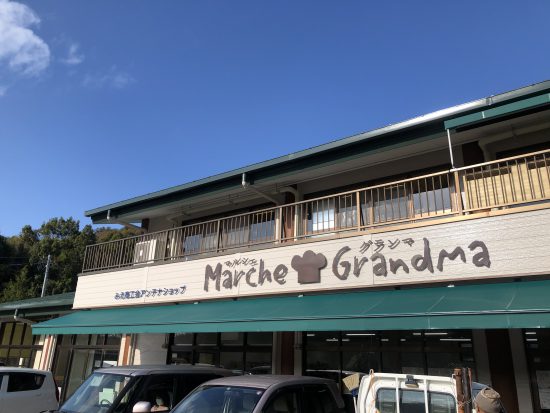 マルシェ グランマ
Marche Grandma
商工会アンテナショップ